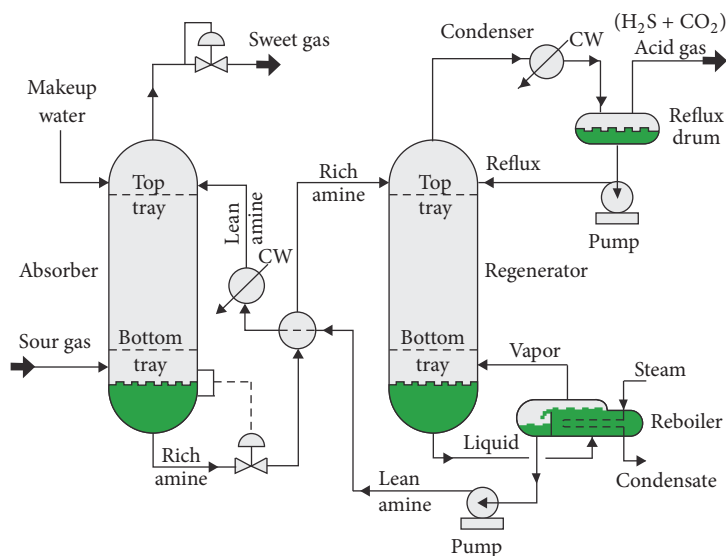 (H₂S + CO₂)
Acid gas
Sweet gas
Condenser
CW
Makeup
water
Reflux
drum
Top
tray
Lean
amine
Rich
amine
Top
tray
Reflux
Pump
CW
Absorber
Regenerator
Sour gas
Bottom
tray
Bottom
tray
Vapor
Steam
Reboiler
Rich
amine
Liquid
Condensate
Lean
amine
Pump